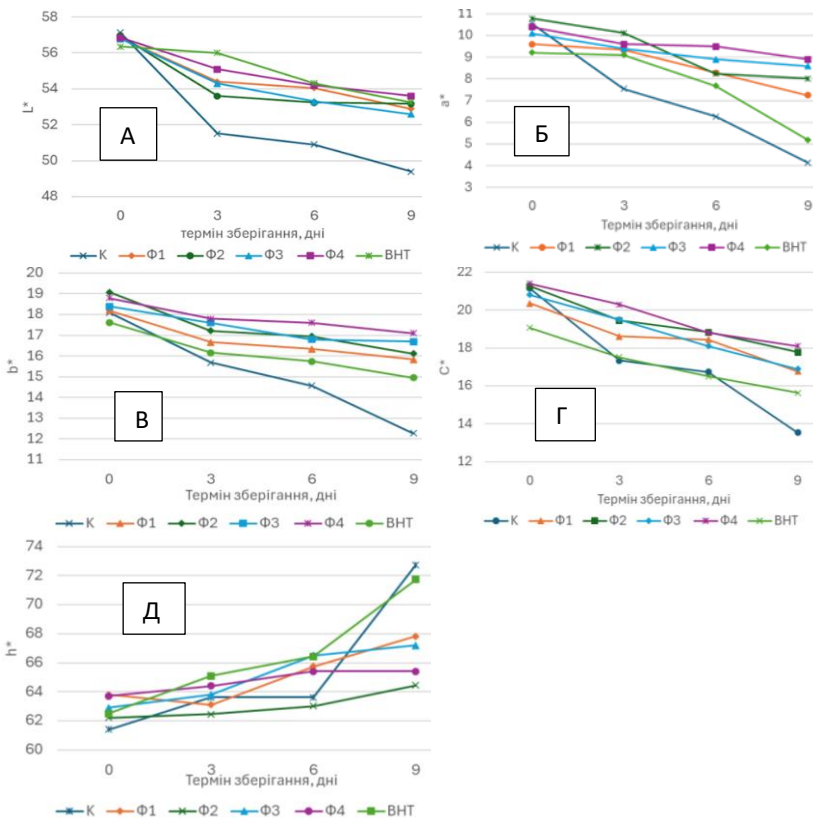 58
56
54
52
50
48
L*
А
0 3 6 9
термін зберігання, дні
К Ф1 Ф2 Ф3 Ф4 ВНТ
11
10
9
8
7
6
5
4
3
a*
Б
0 3 6 9
Термін зберігання, дні
К Ф1 Ф2 Ф3 Ф4 ВНТ
20
19
18
17
16
15
14
13
12
11
b*
В
0 3 6 9
Термін зберігання, дні
К Ф1 Ф2 Ф3 Ф4 ВНТ
22
20
18
16
14
12
C*
Г
0 3 6 9
Термін зберігання, дні
К Ф1 Ф2 Ф3 Ф4 ВНТ
74
72
70
68
66
64
62
60
h*
Д
0 3 6 9
Термін зберігання, дні
К Ф1 Ф2 Ф3 Ф4 ВНТ